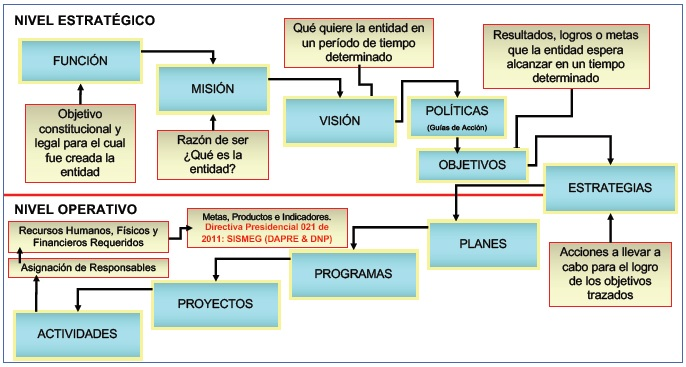 NIVEL ESTRATÉGICO
FUNCIÓN
Objetivo
constitucional y
legal para el cual
fue creada la
entidad
MISIÓN
Razón de ser
¿Qué es la
entidad?
Qué quiere la entidad en
un período de tiempo
determinado
VISIÓN
POLÍTICAS
(Guías de Acción)
OBJETIVOS
Resultados, logros o metas
que la entidad espera
alcanzar en un tiempo
determinado
ESTRATEGIAS
Acciones a llevar a
cabo para el logro
de los objetivos
trazados
NIVEL OPERATIVO
PLANES
PROGRAMAS
PROYECTOS
ACTIVIDADES
Asignación de Responsables
Recursos Humanos, Físicos y
Financieros Requeridos
Metas, Productos e Indicadores.
Directiva Presidencial 021 de
2011: SISMEG (DAPRE & DNP)